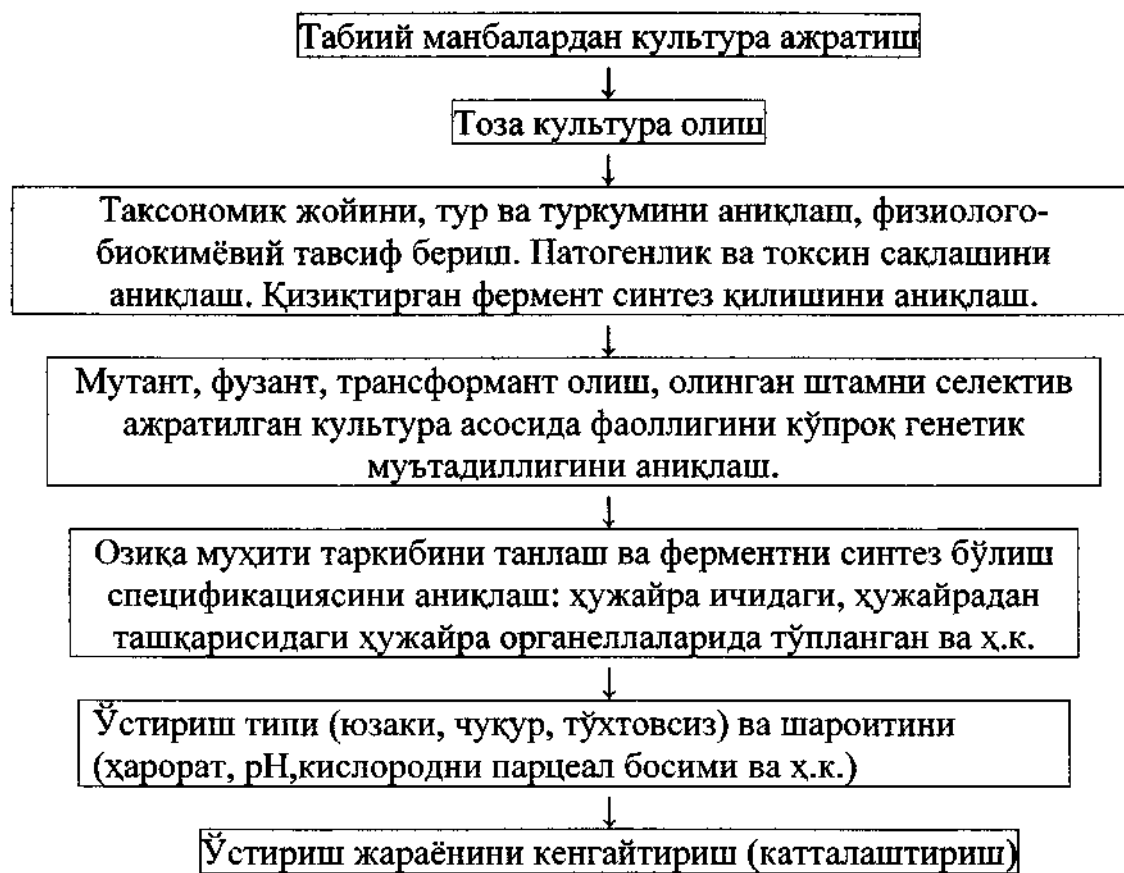 Табиий манбалардан культура ажратиш
Тоза культура олиш
Таксономик жойини, тур ва туркумини аниқлаш, физиолого-
биокимёвий тавсиф бериш. Патогенлик ва токсин сақлашини
аниқлаш. Қизиқтирган фермент синтез қилишини аниқлаш.
Мутант, фузант, трансформант олиш, олинган штамни селектив
ажратилган культура асосида фаоллигини кўпроқ генетик
муътадиллигини аниқлаш.
Озиқа муҳити таркибини танлаш ва ферментни синтез бўлиш
спецификациясини аниқлаш: ҳужайра ичидаги, ҳужайрадан
ташқарисидаги ҳужайра органеллаларида тўпланган ва ҳ.к.
Ўстириш типи (юзаки, чуқур, тўхтовсиз) ва шароитини
(ҳарорат, pH,кислородни парцеал босими ва ҳ.к.)
Ўстириш жараёнини кенгайтириш (катталаштириш)